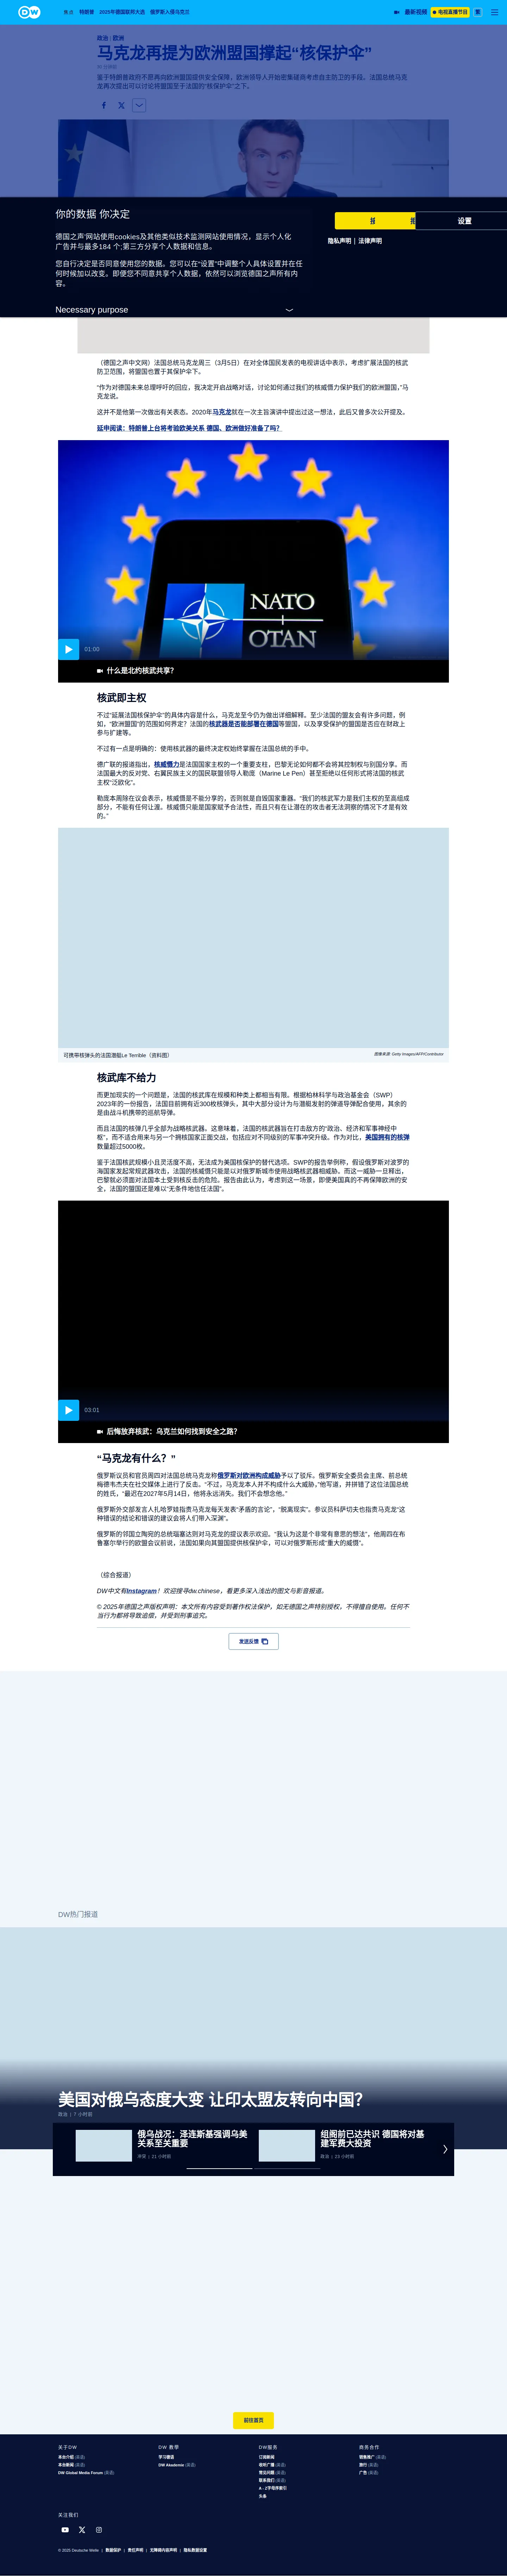 DW
焦点 特朗普 2025年德国联邦大选 俄罗斯入侵乌克兰
最新视频 电视直播节目 繁
政治 | 欧洲
马克龙再提为欧洲盟国撑起“核保护伞”
鉴于特朗普政府不愿再向欧洲盟国提供安全保障，欧洲领导人开始密集磋商考虑自主防卫的手段。法国总统马克
龙再次提出可以讨论将盟国至于法国的“核保护伞”之下。
你的数据 你决定
德国之声'网站使用cookies及其他类似技术监测网站使用情况，显示个人化
广告并与最多184 个;第三方分享个人数据和信息。
您自行决定是否同意使用您的数据。您可以在“设置”中调整个人具体设置并在任
何时候加以改变。即便您不同意共享个人数据，依然可以浏览德国之声所有内
容。
Necessary purpose
设置
隐私声明 | 法律声明
（德国之声中文网）法国总统马克龙周三（3月5日）在对全体国民发表的电视讲话中表示，考虑扩展法国的核武
防卫范围，将盟国也置于其保护伞下。
“作为对德国未来总理呼吁的回应，我决定开启战略对话，讨论如何通过我们的核威慑力保护我们的欧洲盟国，”马
克龙说。
这并不是他第一次做出有关表态。2020年马克龙就在一次主旨演讲中提出过这一想法，此后又曾多次公开提及。
延申阅读：特朗普上台将考验欧美关系 德国、欧洲做好准备了吗？
NATO
OTAN
01:00
什么是北约核武共享？
核武即主权
不过“延展法国核保护伞”的具体内容是什么，马克龙至今仍为做出详细解释。至少法国的盟友会有许多问题，例
如，“欧洲盟国”的范围如何界定？法国的核武器是否能部署在德国等盟国，以及享受保护的盟国是否应在财政上
参与扩建等。
不过有一点是明确的：使用核武器的最终决定权始终掌握在法国总统的手中。
德广联的报道指出，核威慑力是法国国家主权的一个重要支柱，巴黎无论如何都不会将其控制权与别国分享。而
法国最大的反对党、右翼民族主义的国民联盟领导人勒庞（Marine Le Pen）甚至拒绝以任何形式将法国的核武
主权“泛欧化”。
勒庞本周除在议会表示，核威慑是不能分享的，否则就是自毁国家重器。“我们的核武军力是我们主权的至高组成
部分，不能有任何让渡。核威慑只能是国家赋予合法性，而且只有在让潜在的攻击者无法洞察的情况下才是有效
的。”
可携带核弹头的法国潜艇Le Terrible（资料图）
图像来源: Getty Images/AFP/Contributor
核武库不给力
而更加现实的一个问题是，法国的核武库在规模和种类上都相当有限。根据柏林科学与政治基金会（SWP）
2023年的一份报告，法国目前拥有近300枚核弹头，其中大部分设计为与潜艇发射的弹道导弹配合使用，其余的
是由战斗机携带的巡航导弹。
而且法国的核弹几乎全部为战略核武器。这意味着，法国的核武器旨在打击敌方的“政治、经济和军事神经中
枢”，而不适合用来与另一个拥核国家正面交战，包括应对不同级别的军事冲突升级。作为对比，美国拥有的核弹
数量超过5000枚。
鉴于法国核武规模小且灵活度不高，无法成为美国核保护的替代选项。SWP的报告举例称，假设俄罗斯对波罗的
海国家发起常规武器攻击，法国的核威慑只能是以对俄罗斯城市使用战略核武器相威胁。而这一威胁一旦释出，
巴黎就必须面对法国本土受到核反击的危险。报告由此认为，考虑到这一场景，即便美国真的不再保障欧洲的安
全，法国的盟国还是难以“无条件地信任法国”。
03:01
后悔放弃核武：乌克兰如何找到安全之路？
“马克龙有什么？”
俄罗斯议员和官员周四对法国总统马克龙称俄罗斯对欧洲构成威胁予以了驳斥。俄罗斯安全委员会主席、前总统
梅德韦杰夫在社交媒体上进行了反击。“不过，马克龙本人并不构成什么大威胁，”他写道，并拼错了这位法国总统
的姓氏，“最迟在2027年5月14日，他将永远消失。我们不会想念他。”
俄罗斯外交部发言人扎哈罗娃指责马克龙每天发表“矛盾的言论”，“脱离现实”。参议员科萨切夫也指责马克龙“这
种错误的结论和错误的建议会将人们带入深渊”。
俄罗斯的邻国立陶宛的总统瑙塞达则对马克龙的提议表示欢迎。“我认为这是个非常有意思的想法”，他周四在布
鲁塞尔举行的欧盟会议前说，法国如果向其盟国提供核保护伞，可以对俄罗斯形成“重大的威慑”。
（综合报道）
DW中文有Instagram！欢迎搜寻dw.chinese，看更多深入浅出的图文与影音报道。
© 2025年德国之声版权声明：本文所有内容受到著作权法保护，如无德国之声特别授权，不得擅自使用。任何不
当行为都将导致追偿，并受到刑事追究。
发送反馈
DW热门报道
美国对俄乌态度大变 让印太盟友转向中国？
政治 | 7 小时前
俄乌战况：泽连斯基强调乌美
关系至关重要
冲突 | 21 小时前
组阁前已达共识 德国将对基
建军费大投资
政治 | 23 小时前
前往首页
关于DW
本台介绍 (英语)
本台新闻 (英语)
DW Global Media Forum (英语)
DW 教學
学习德语
DW Akademie (英语)
DW服务
订阅新闻
收听广播 (英语)
常见问题 (英语)
联系我们 (英语)
A - Z字母序索引
头条
商务合作
销售推广 (英语)
旅行 (英语)
广告 (英语)
关注我们
© 2025 Deutsche Welle | 数据保护 | 责任声明 | 无障碍内容声明 | 隐私数据设置